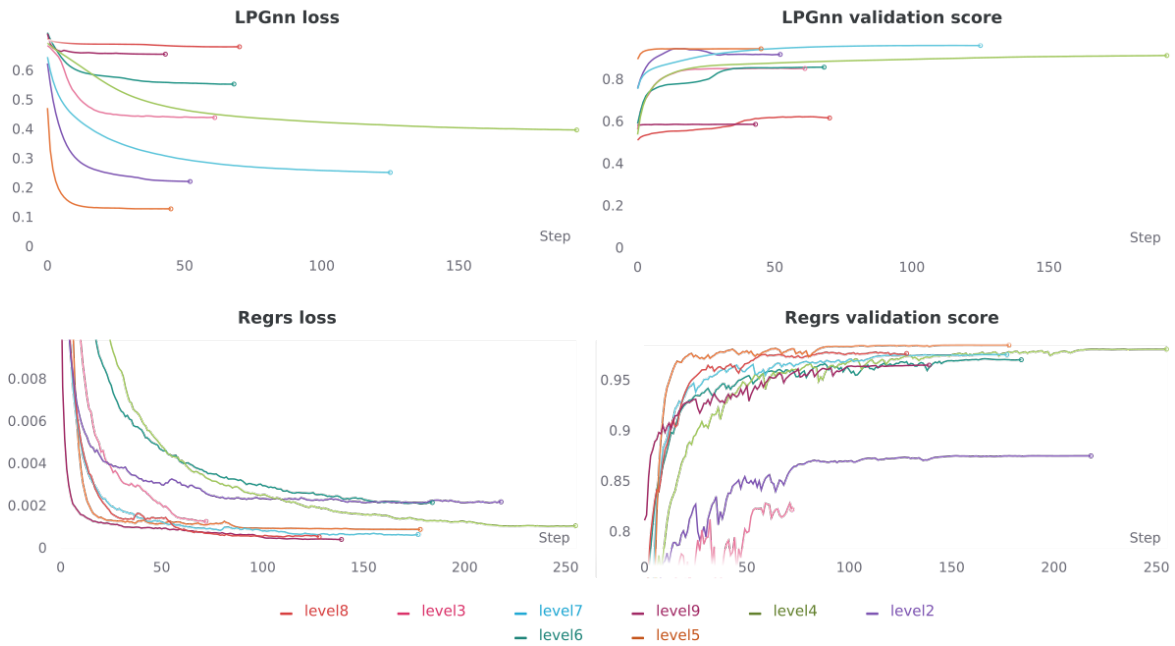 LPGnn loss
0.6
0.5
0.4
0.3
0.2
0.1
0
Step
0 50 100 150
LPGnn validation score
0.8
0.6
0.4
0.2
0
Step
0 50 100 150
Regrs loss
0.008
0.006
0.004
0.002
0
Step
0 50 100 150 200 250
Regrs validation score
0.95
0.9
0.85
0.8
Step
0 50 100 150 200 250
level8 level3 level7 level9 level4 level2
level6 level5